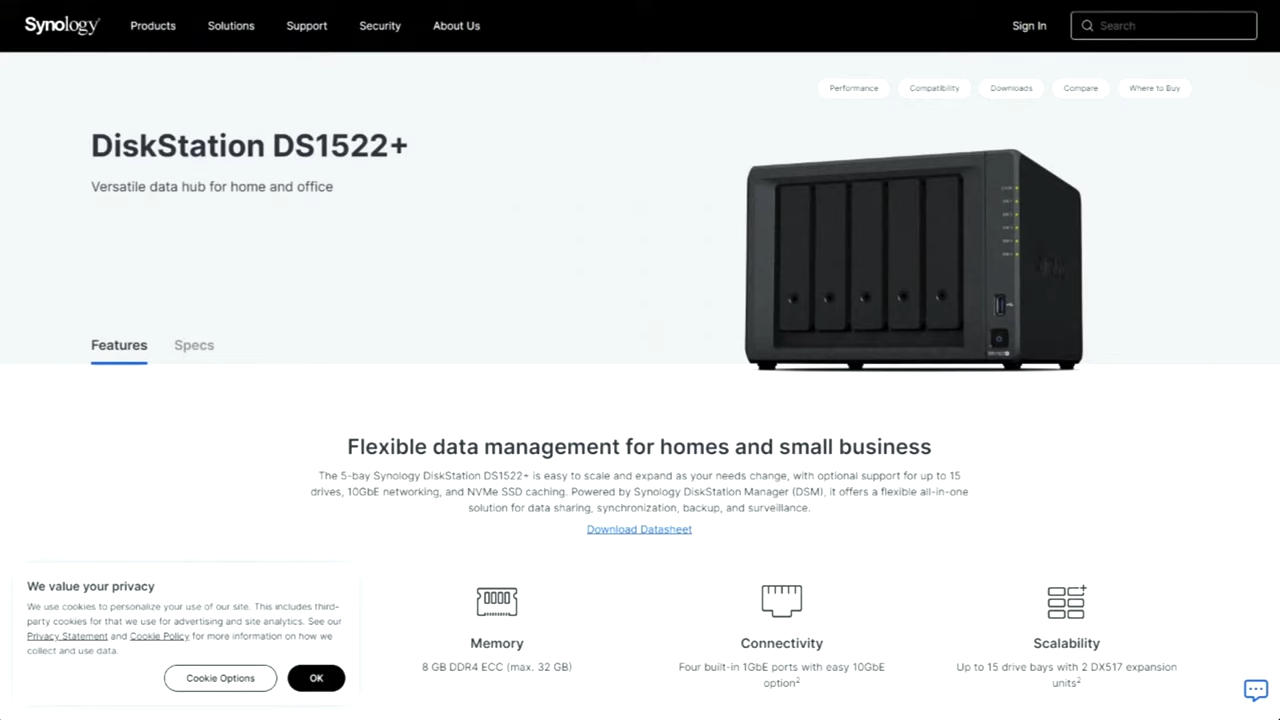 Synology
Products
Solutions
Support
Security
About Us
Sign In
Search
Performance
Compatibility
Downloads
Compare
Where to Buy
DiskStation DS1522+
Versatile data hub for home and office
Features
Specs
Flexible data management for homes and small business
The 5-bay Synology DiskStation DS1522+ is easy to scale and expand as your needs change, with optional support for up to 15
drives, 10GbE networking, and NVMe SSD caching. Powered by Synology DiskStation Manager (DSM), it offers a flexible all-in-one
solution for data sharing, synchronization, backup, and surveillance.
Download Datasheet
We value your privacy
We use cookies to personalize your use of our site. This includes third-
party cookies for that we use for advertising and site analytics. See our
Privacy Statement and Cookie Policy for more information on how we
collect and use data.
Cookie Options
OK
Memory
8 GB DDR4 ECC (max. 32 GB)
Connectivity
Four built-in 1GbE ports with easy 10GbE
option²
Scalability
Up to 15 drive bays with 2 DX517 expansion
units²